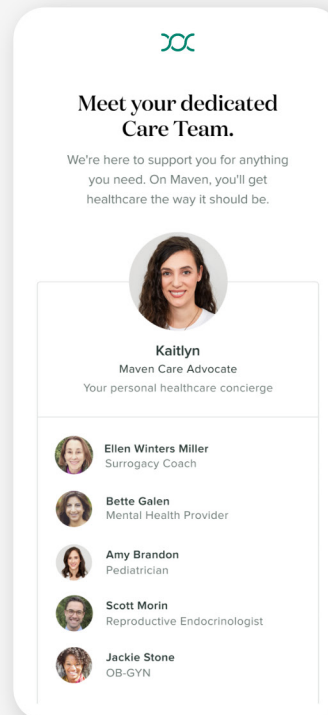 Meet your dedicated
Care Team.
We're here to support you for anything
you need. On Maven, you'll get
healthcare the way it should be.
Kaitlyn
Maven Care Advocate
Your personal healthcare concierge
Ellen Winters Miller
Surrogacy Coach
Bette Galen
Mental Health Provider
Amy Brandon
Pediatrician
Scott Morin
Reproductive Endocrinologist
Jackie Stone
OB-GYN